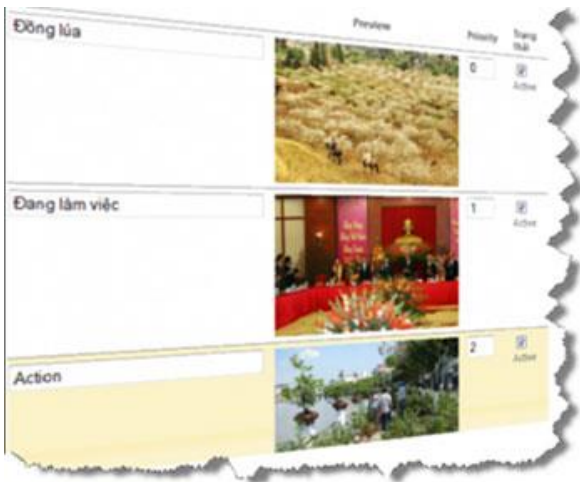 Preview Priority Trạng thái
Đồng lúa
0
Active
Đang làm việc
1
Active
Action
2
Active